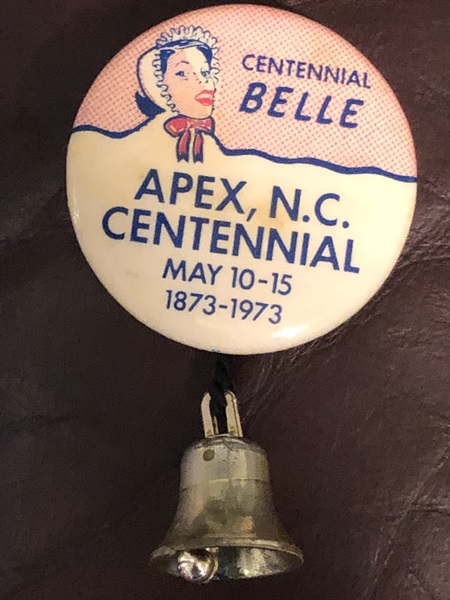 CENTENNIAL
BELLE
APEX, N.C.
CENTENNIAL
MAY 10-15
1873-1973